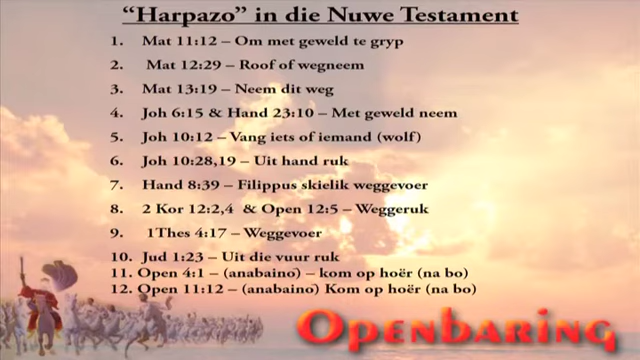 “Harpazo” in die Nuwe Testament
1. Mat 11:12 – Om met geweld te gryp
2. Mat 12:29 – Roof of wegneem
3. Mat 13:19 – Neem dit weg
4. Joh 6:15 & Hand 23:10 – Met geweld neem
5. Joh 10:12 – Vang iets of iemand (wolf)
6. Joh 10:28,19 – Uit hand ruk
7. Hand 8:39 – Filippus skielik weggevoer
8. 2 Kor 12:2,4 & Open 12:5 – Weggeruk
9. 1Thes 4:17 – Weggevoer
10. Jud 1:23 – Uit die vuur ruk
11. Open 4:1 – (anabaino) – kom op hoër (na bo)
12. Open 11:12 – (anabaino) Kom op hoër (na bo)
Openbaring